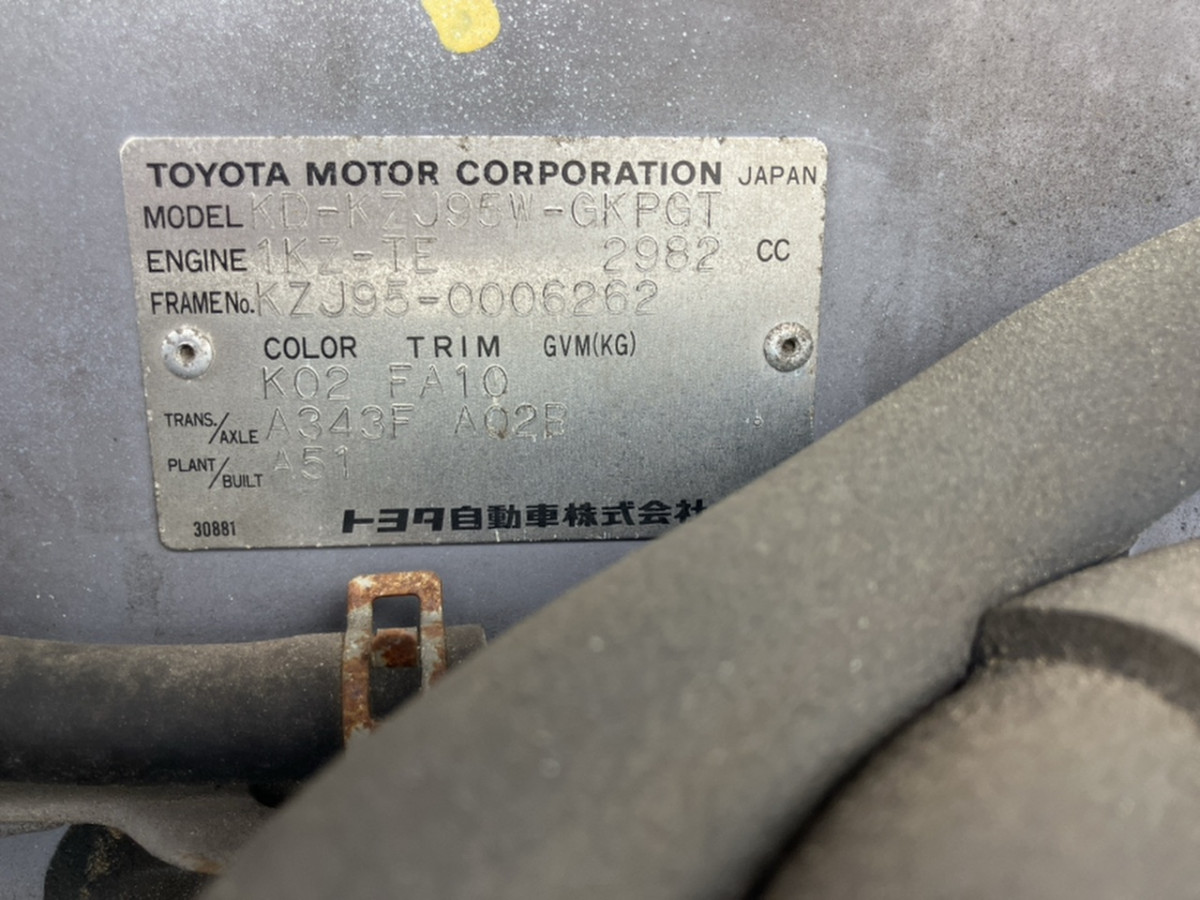 TOYOTA MOTOR CORPORATION JAPAN
MODEL KD-KZJ95W-GKPGT
ENGINE 1KZ-TE 2982 CC
FRAME No. KZJ95-0006262
COLOR TRIM GVM(KG)
K02 FA10
TRANS./AXLE A343F A02B
PLANT/BUILT A51
30881 トヨタ自動車株式会社